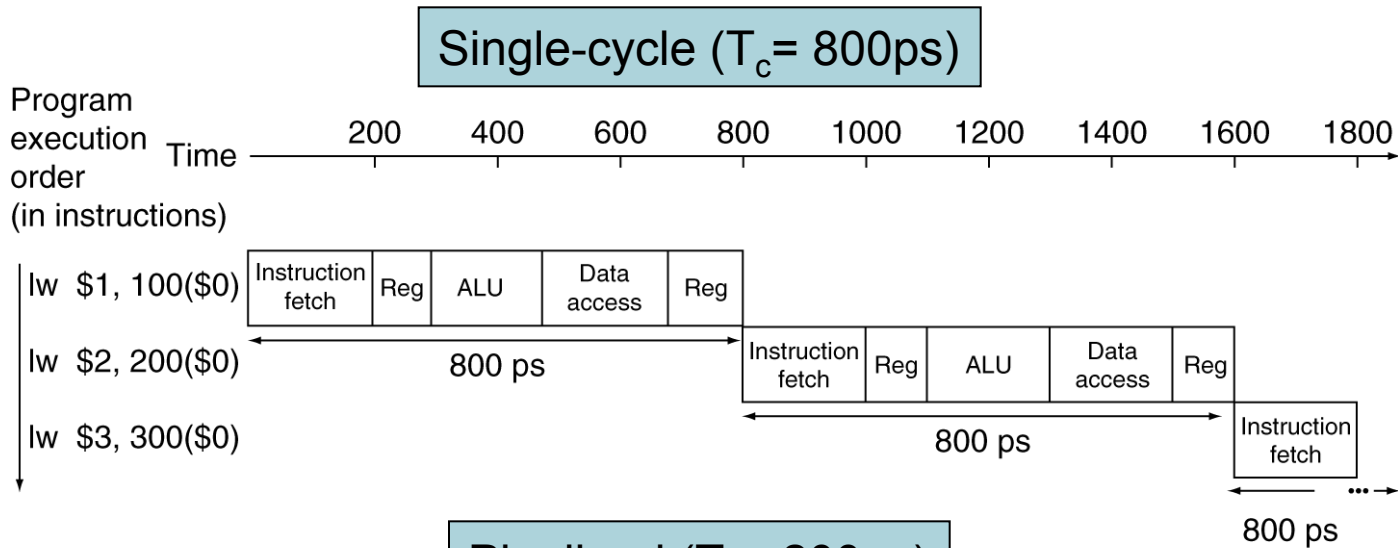 Single-cycle (Tc= 800ps)
Program
execution
order
(in instructions)
Time
200 400 600 800 1000 1200 1400 1600 1800
lw $1, 100($0)
Instruction
fetch
Reg
ALU
Data
access
Reg
800 ps
lw $2, 200($0)
Instruction
fetch
Reg
ALU
Data
access
Reg
800 ps
lw $3, 300($0)
Instruction
fetch
...
800 ps